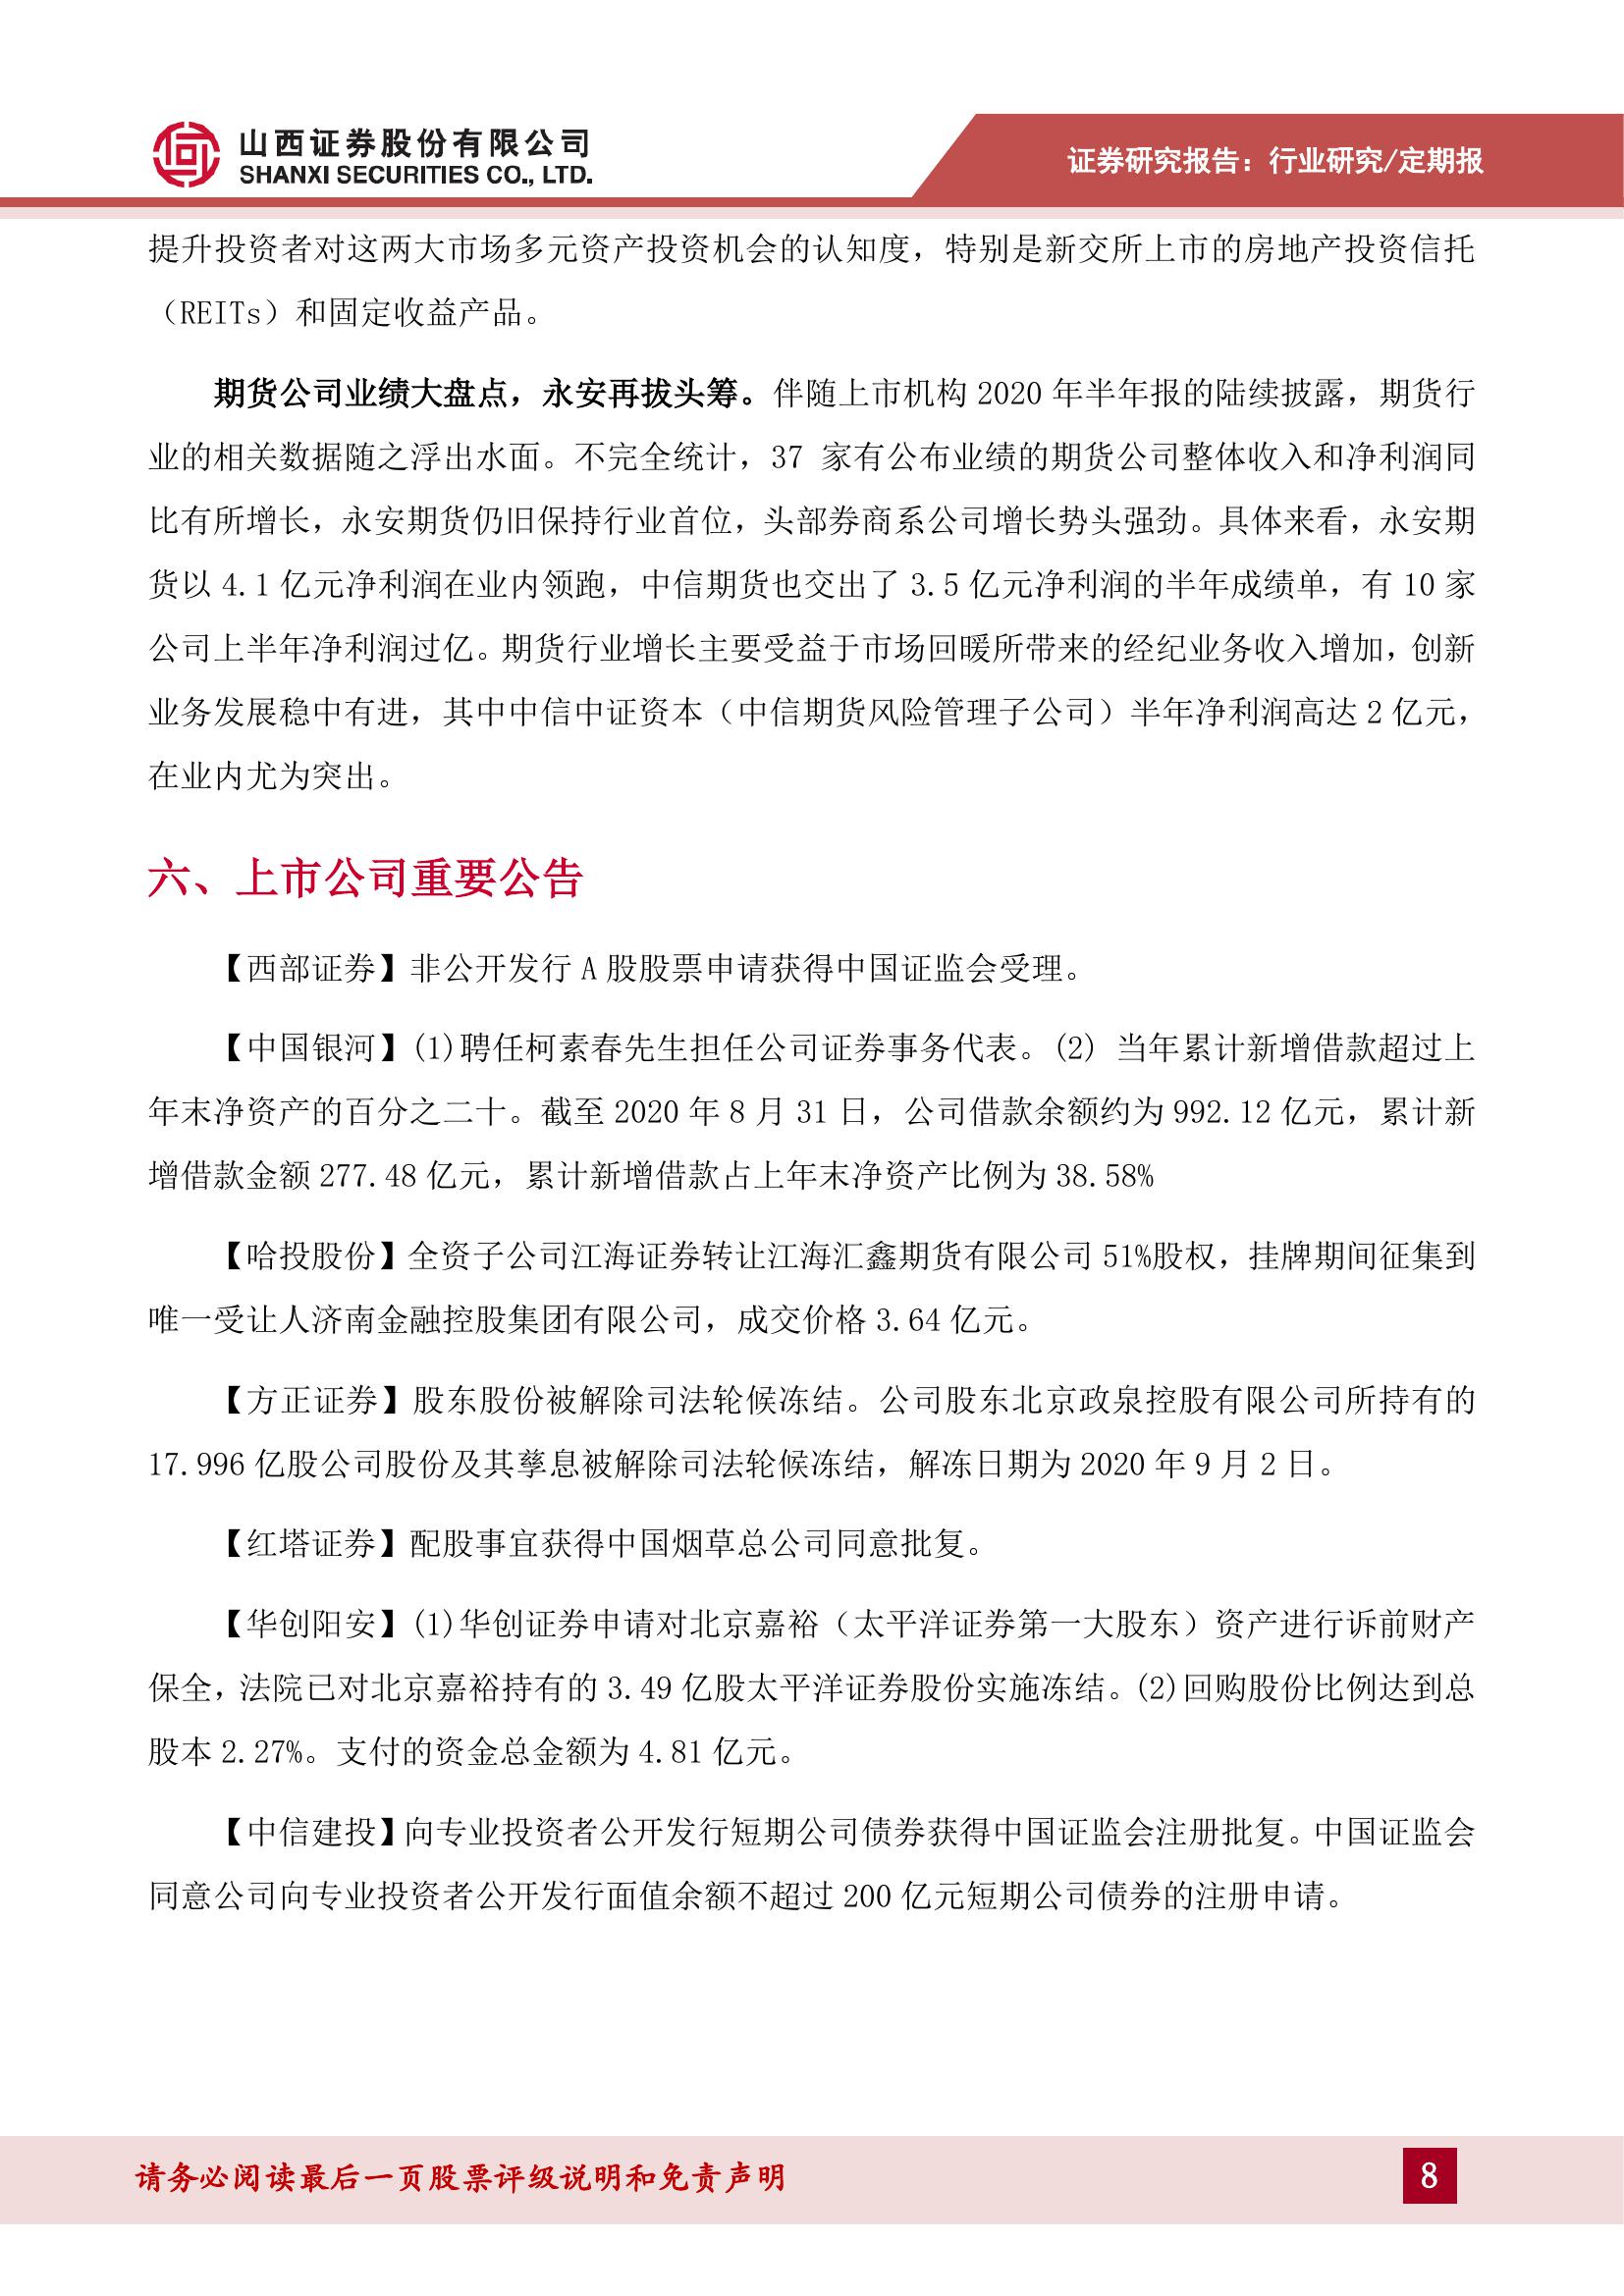 山西证券股份有限公司
SHANXI SECURITIES CO., LTD.
证券研究报告：行业研究/定期报
提升投资者对这两大市场多元资产投资机会的认知度，特别是新交所上市的房地产投资信托
（REITs）和固定收益产品。
期货公司业绩大盘点，永安再拔头筹。伴随上市机构 2020 年半年报的陆续披露，期货行
业的相关数据随之浮出水面。不完全统计，37 家有公布业绩的期货公司整体收入和净利润同
比有所增长，永安期货仍旧保持行业首位，头部券商系公司增长势头强劲。具体来看，永安期
货以 4.1 亿元净利润在业内领跑，中信期货也交出了 3.5 亿元净利润的半年成绩单，有 10 家
公司上半年净利润过亿。期货行业增长主要受益于市场回暖所带来的经纪业务收入增加，创新
业务发展稳中有进，其中中信中证资本（中信期货风险管理子公司）半年净利润高达 2 亿元，
在业内尤为突出。
六、上市公司重要公告
【西部证券】非公开发行 A 股股票申请获得中国证监会受理。
【中国银河】(1)聘任柯素春先生担任公司证券事务代表。(2) 当年累计新增借款超过上
年末净资产的百分之二十。截至 2020 年 8 月 31 日，公司借款余额约为 992.12 亿元，累计新
增借款金额 277.48 亿元，累计新增借款占上年末净资产比例为 38.58%
【哈投股份】全资子公司江海证券转让江海汇鑫期货有限公司 51%股权，挂牌期间征集到
唯一受让人济南金融控股集团有限公司，成交价格 3.64 亿元。
【方正证券】股东股份被解除司法轮候冻结。公司股东北京政泉控股有限公司所持有的
17.996 亿股公司股份及其孳息被解除司法轮候冻结，解冻日期为 2020 年 9 月 2 日。
【红塔证券】配股事宜获得中国烟草总公司同意批复。
【华创阳安】(1)华创证券申请对北京嘉裕（太平洋证券第一大股东）资产进行诉前财产
保全，法院已对北京嘉裕持有的 3.49 亿股太平洋证券股份实施冻结。(2)回购股份比例达到总
股本 2.27%。支付的资金总金额为 4.81 亿元。
【中信建投】向专业投资者公开发行短期公司债券获得中国证监会注册批复。中国证监会
同意公司向专业投资者公开发行面值余额不超过 200 亿元短期公司债券的注册申请。
请务必阅读最后一页股票评级说明和免责声明
8